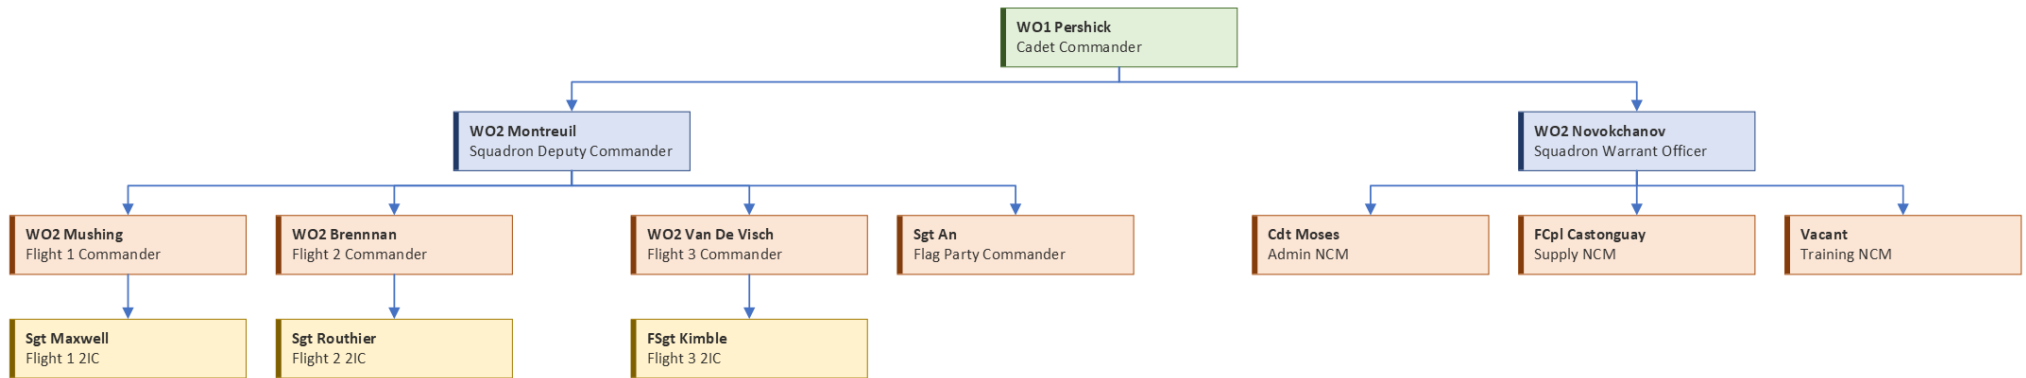 WO1 Pershick
Cadet Commander
WO2 Montreuil
Squadron Deputy Commander
WO2 Novokchanov
Squadron Warrant Officer
WO2 Mushing
Flight 1 Commander
WO2 Brennnan
Flight 2 Commander
WO2 Van De Visch
Flight 3 Commander
Sgt An
Flag Party Commander
Cdt Moses
Admin NCM
FCpl Castonguay
Supply NCM
Vacant
Training NCM
Sgt Maxwell
Flight 1 2IC
Sgt Routhier
Flight 2 2IC
FSgt Kimble
Flight 3 2IC